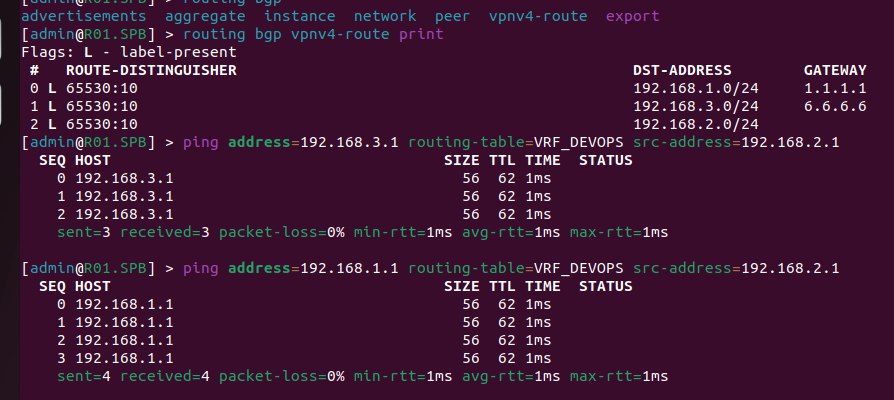 [admin@R01.SPB] > routing bgp
advertisements aggregate instance network peer vpnv4-route export
[admin@R01.SPB] > routing bgp vpnv4-route print
Flags: L - label-present
# ROUTE-DISTINGUISHER DST-ADDRESS GATEWAY
0 L 65530:10 192.168.1.0/24 1.1.1.1
1 L 65530:10 192.168.3.0/24 6.6.6.6
2 L 65530:10 192.168.2.0/24
[admin@R01.SPB] > ping address=192.168.3.1 routing-table=VRF_DEVOPS src-address=192.168.2.1
SEQ HOST SIZE TTL TIME STATUS
0 192.168.3.1 56 62 1ms
1 192.168.3.1 56 62 1ms
2 192.168.3.1 56 62 1ms
sent=3 received=3 packet-loss=0% min-rtt=1ms avg-rtt=1ms max-rtt=1ms
[admin@R01.SPB] > ping address=192.168.1.1 routing-table=VRF_DEVOPS src-address=192.168.2.1
SEQ HOST SIZE TTL TIME STATUS
0 192.168.1.1 56 62 1ms
1 192.168.1.1 56 62 1ms
2 192.168.1.1 56 62 1ms
3 192.168.1.1 56 62 1ms
sent=4 received=4 packet-loss=0% min-rtt=1ms avg-rtt=1ms max-rtt=1ms